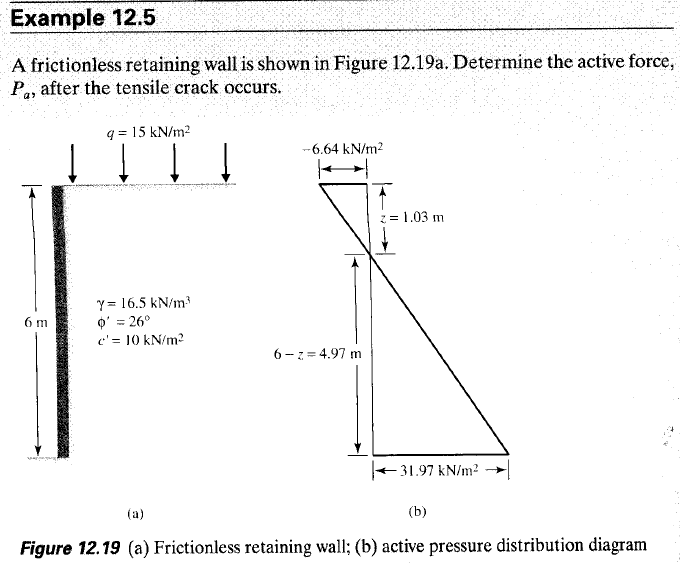 Example 12.5
A frictionless retaining wall is shown in Figure 12.19a. Determine the active force,
Pa, after the tensile crack occurs.
q = 15 kN/m²
6 m
γ = 16.5 kN/m³
φ′ = 26°
c′ = 10 kN/m²
(a)
−6.64 kN/m²
z = 1.03 m
6 − z = 4.97 m
31.97 kN/m²
(b)
Figure 12.19 (a) Frictionless retaining wall; (b) active pressure distribution diagram